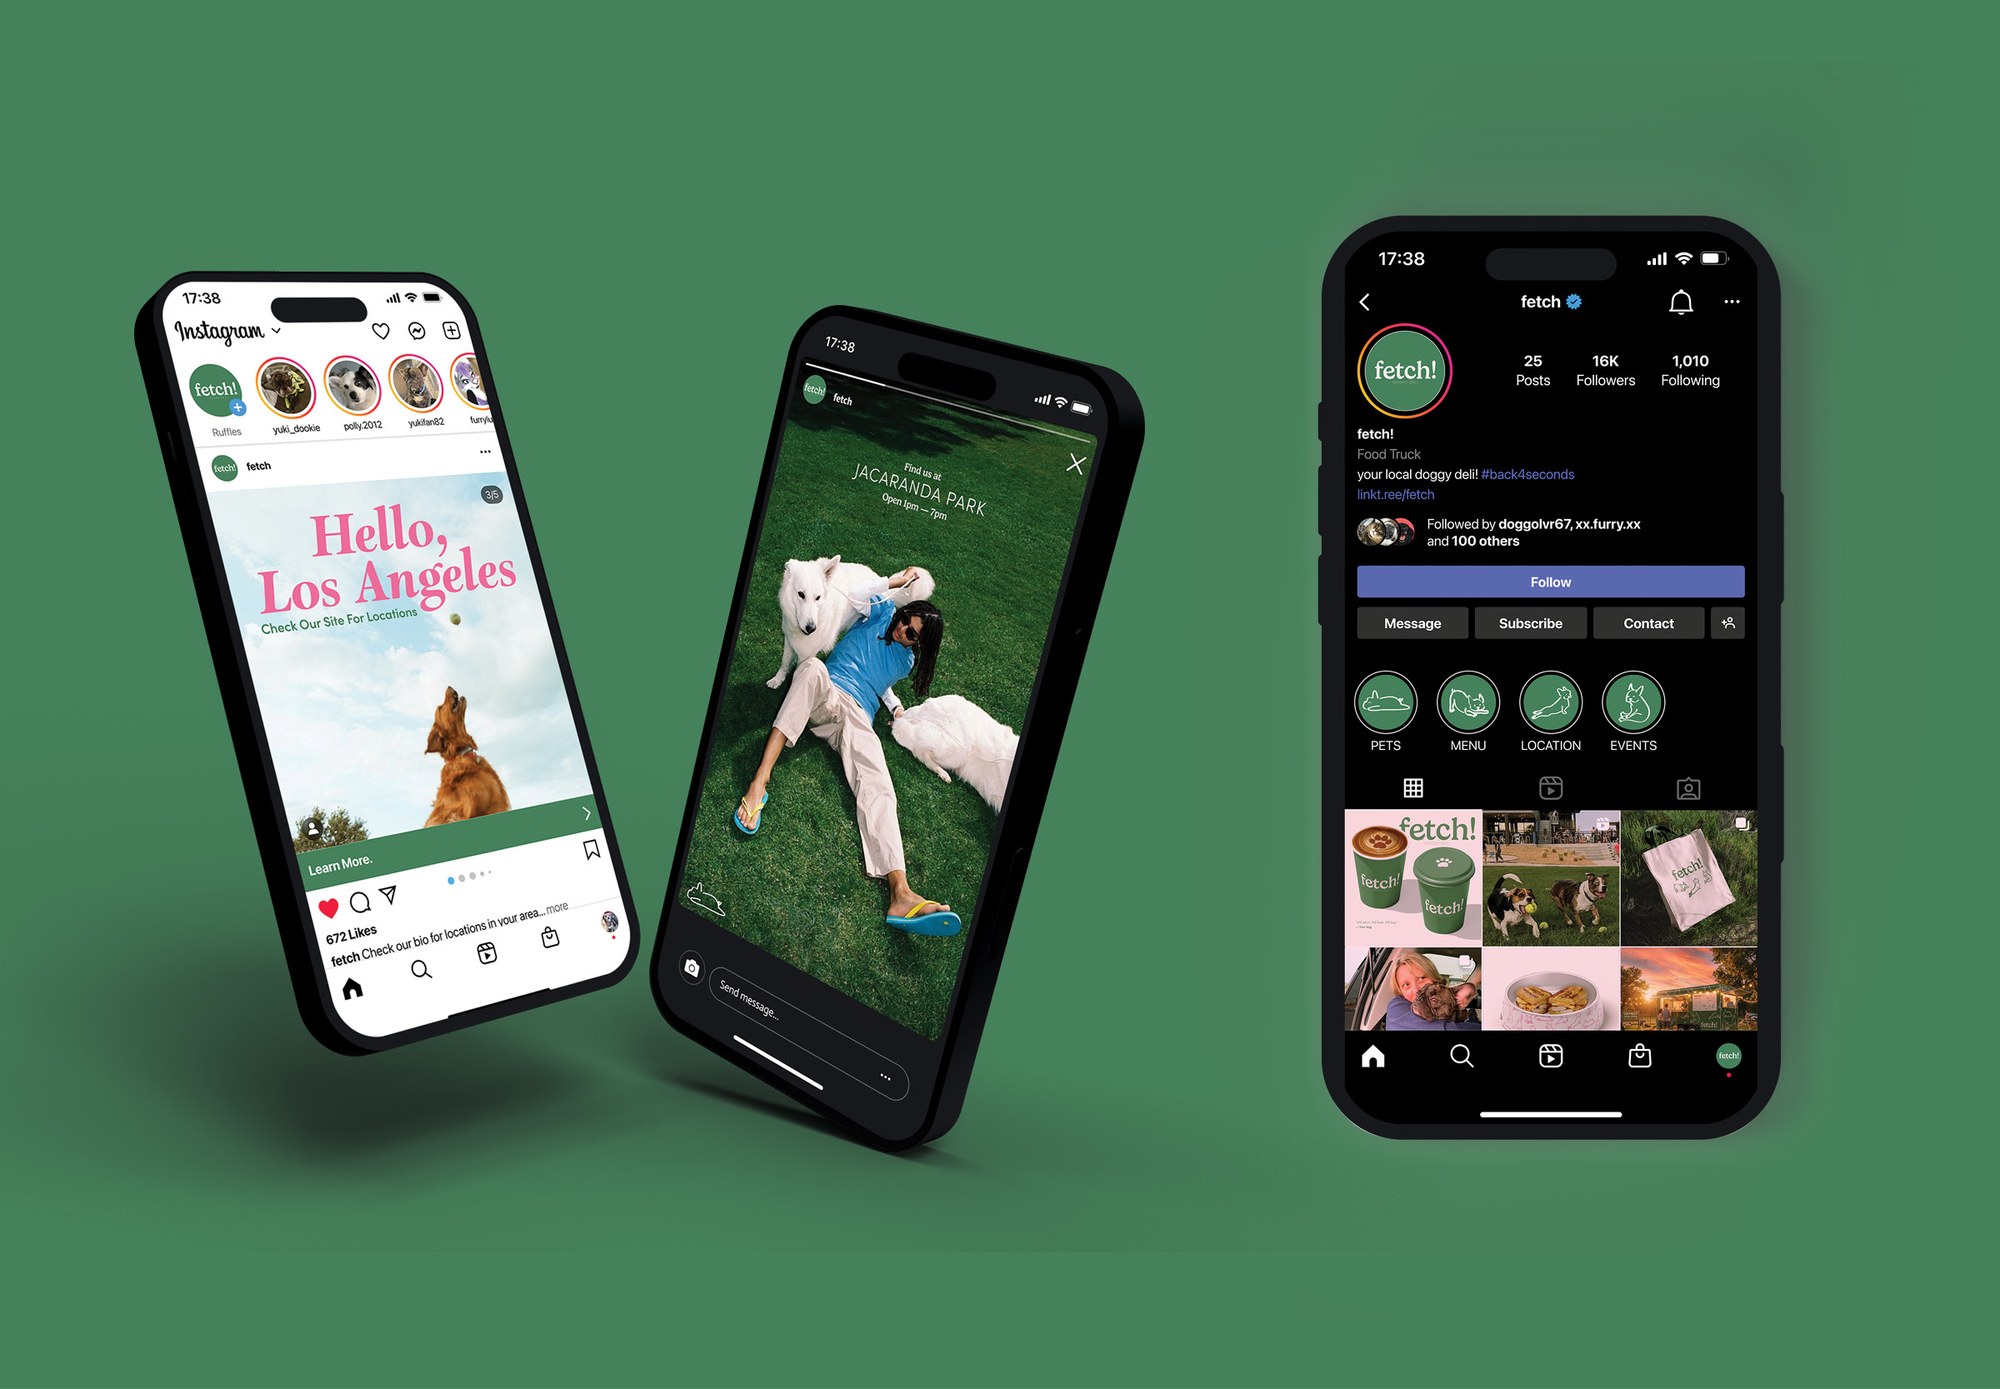 17:38
Instagram
fetch!
Ruffles
yuki_dookie
polly.2012
yukifan82
fetch!
fetch
3/5
Hello,
Los Angeles
Check Our Site For Locations
Learn More.
672 Likes
fetch Check our bio for locations in your area...more
17:38
fetch!
fetch
Find us at
JACARANDA PARK
Open 1pm — 7pm
Send message...
17:38
fetch
fetch!
25
Posts
16K
Followers
1,010
Following
fetch!
Food Truck
your local doggy deli! #back4seconds
linkt.ree/fetch
Followed by doggolvr67, xx.furry.xx
and 100 others
Follow
Message
Subscribe
Contact
PETS
MENU
LOCATION
EVENTS
fetch!
fetch!
fetch!
fetch!
fetch!
fetch!